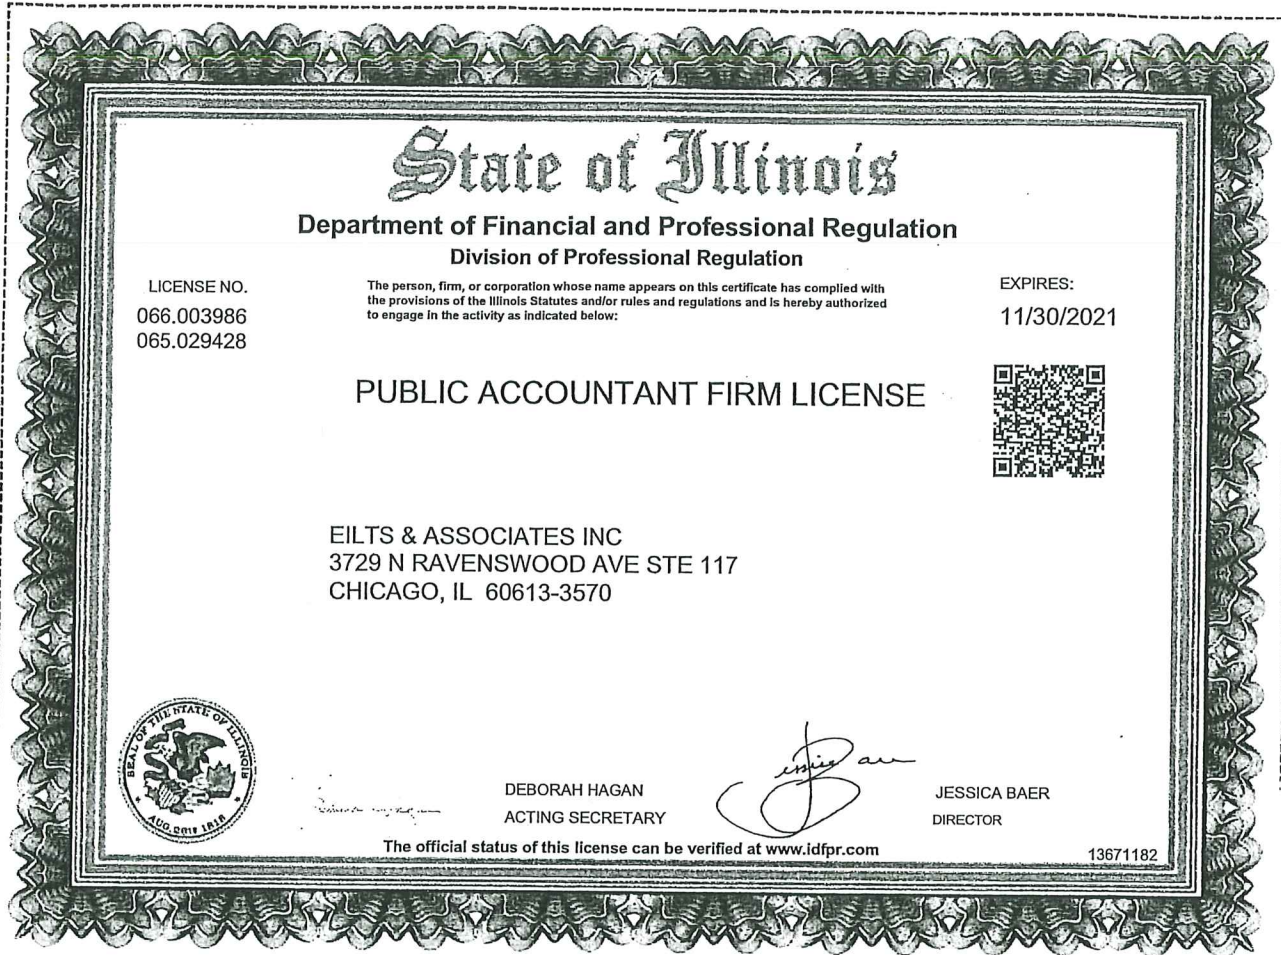 State of Illinois
Department of Financial and Professional Regulation
Division of Professional Regulation
LICENSE NO.
066.003986
065.029428
The person, firm, or corporation whose name appears on this certificate has complied with
the provisions of the Illinois Statutes and/or rules and regulations and is hereby authorized
to engage in the activity as indicated below:
EXPIRES:
11/30/2021
PUBLIC ACCOUNTANT FIRM LICENSE
EILTS & ASSOCIATES INC
3729 N RAVENSWOOD AVE STE 117
CHICAGO, IL 60613-3570
SEAL OF THE STATE OF ILLINOIS
AUG. 26TH 1818
DEBORAH HAGAN
ACTING SECRETARY
JESSICA BAER
DIRECTOR
The official status of this license can be verified at www.idfpr.com
13671182